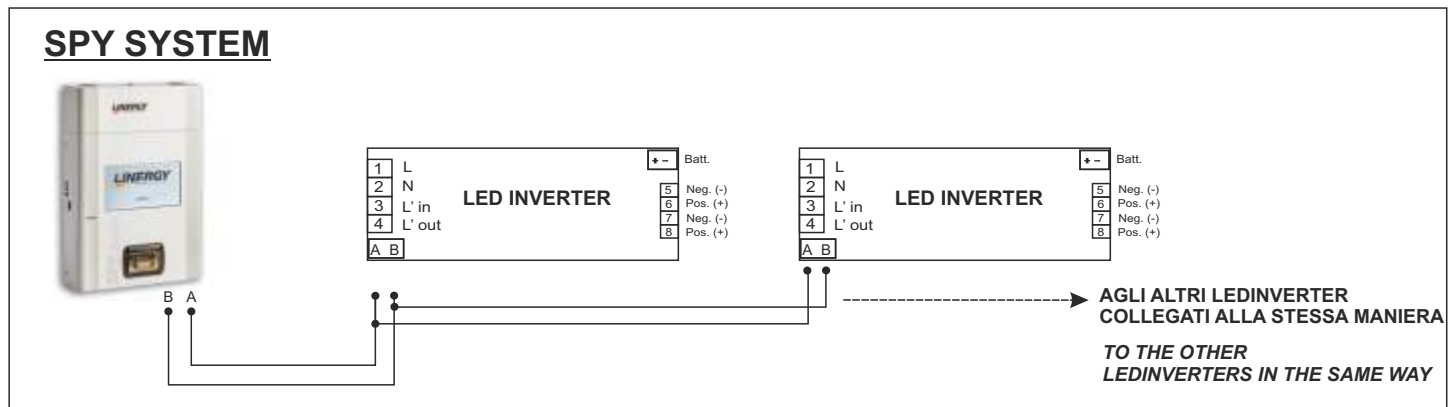 SPY SYSTEM
LINERGY
LINERGY
B A
1 L
2 N
3 L' in
4 L' out
A B
LED INVERTER
+ - Batt.
5 Neg. (-)
6 Pos. (+)
7 Neg. (-)
8 Pos. (+)
1 L
2 N
3 L' in
4 L' out
A B
LED INVERTER
+ - Batt.
5 Neg. (-)
6 Pos. (+)
7 Neg. (-)
8 Pos. (+)
AGLI ALTRI LEDINVERTER
COLLEGATI ALLA STESSA MANIERA
TO THE OTHER
LEDINVERTERS IN THE SAME WAY